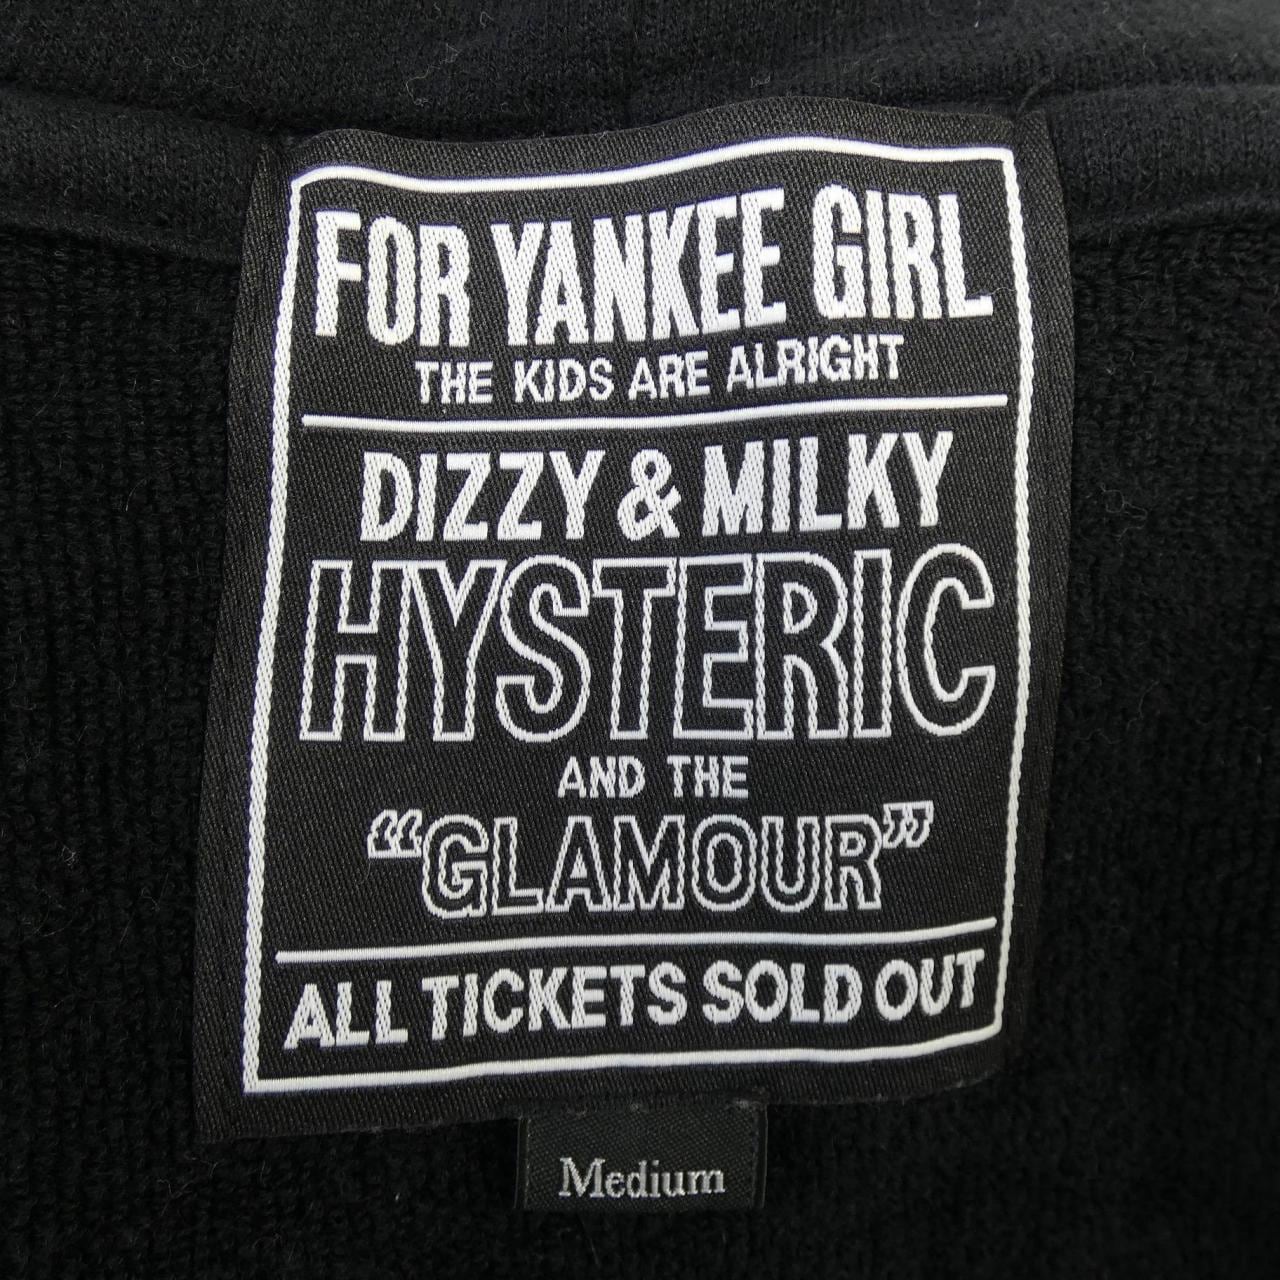 FOR YANKEE GIRL
THE KIDS ARE ALRIGHT
DIZZY & MILKY
HYSTERIC
AND THE
“GLAMOUR”
ALL TICKETS SOLD OUT
Medium